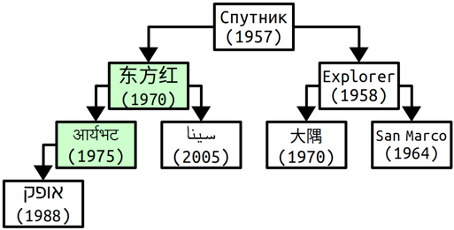 Спутник
(1957)
东方红
(1970)
Explorer
(1958)
आर्यभट
(1975)
سينا
(2005)
大隅
(1970)
San Marco
(1964)
אופק
(1988)